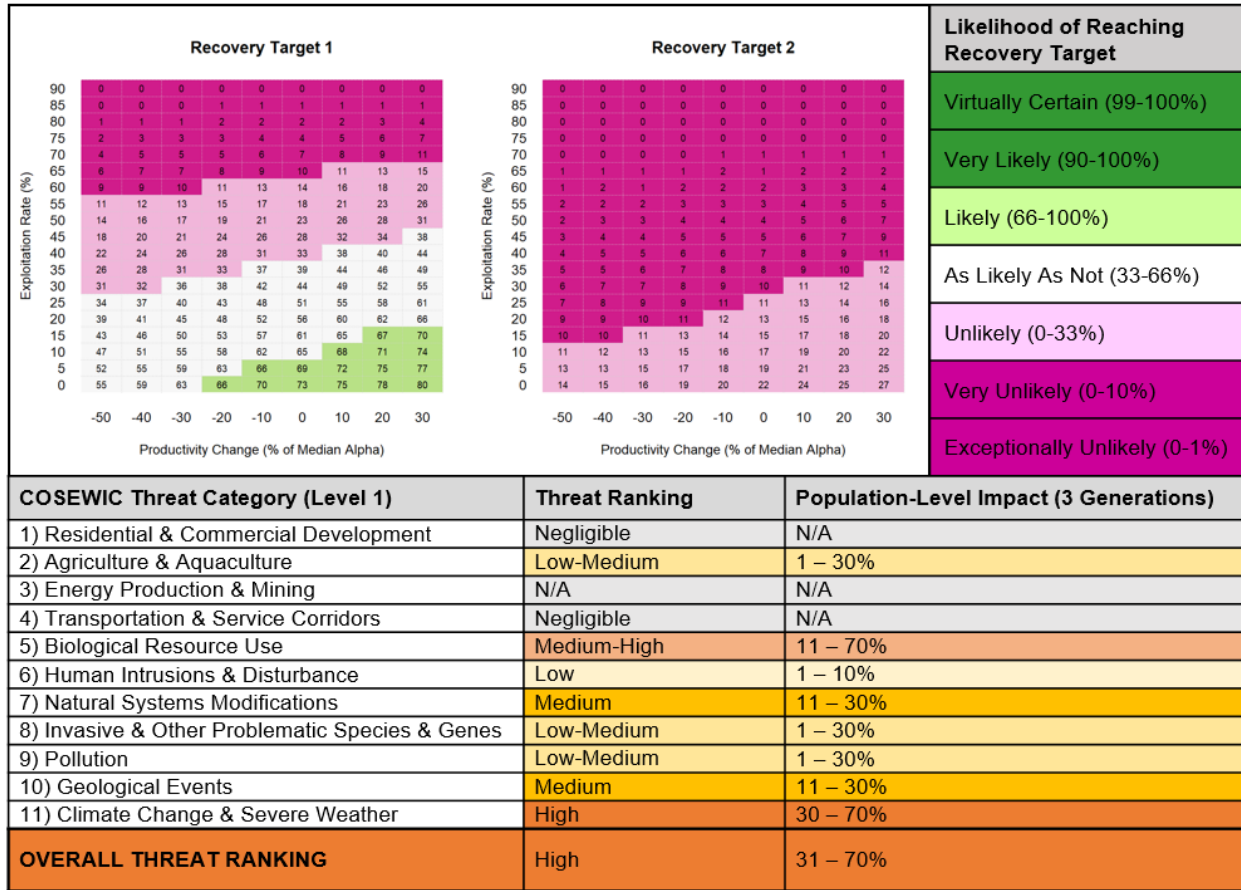 Recovery Target 1
90 0 0 0 0 0 0 0 0 0
85 0 0 0 1 1 1 1 1 1
80 1 1 1 2 2 2 2 3 4
75 2 3 3 3 4 4 5 6 7
70 4 5 5 5 6 7 8 9 11
65 6 7 7 8 9 10 11 13 15
60 9 9 10 11 13 14 16 18 20
55 11 12 13 15 17 18 21 23 26
50 14 16 17 19 21 23 26 28 31
45 18 20 21 24 26 28 32 34 38
40 22 24 26 28 31 33 38 40 44
35 26 28 31 33 37 39 44 46 49
30 31 32 36 38 42 44 49 52 55
25 34 37 40 43 48 51 55 58 61
20 39 41 45 48 52 56 60 62 66
15 43 46 50 53 57 61 65 67 70
10 47 51 55 58 62 65 68 71 74
5 52 55 59 63 66 69 72 75 77
0 55 59 63 66 70 73 75 78 80
-50 -40 -30 -20 -10 0 10 20 30
Exploitation Rate (%)
Productivity Change (% of Median Alpha)
Recovery Target 2
90 0 0 0 0 0 0 0 0 0
85 0 0 0 0 0 0 0 0 0
80 0 0 0 0 0 0 0 0 0
75 0 0 0 0 0 0 0 0 0
70 0 0 0 0 1 1 1 1 1
65 1 1 1 1 2 1 2 2 2
60 1 2 1 2 2 2 3 3 4
55 2 2 2 3 3 3 4 5 5
50 2 3 3 4 4 4 5 6 7
45 3 4 4 5 5 5 6 7 9
40 4 5 5 6 6 7 8 9 11
35 5 5 6 7 8 8 9 10 12
30 6 7 7 8 9 10 11 12 14
25 7 8 9 9 11 11 13 14 16
20 9 9 10 11 12 13 15 16 18
15 10 10 11 13 14 15 17 18 20
10 11 12 13 15 16 17 19 20 22
5 13 13 15 17 18 19 21 23 25
0 14 15 16 19 20 22 24 25 27
-50 -40 -30 -20 -10 0 10 20 30
Exploitation Rate (%)
Productivity Change (% of Median Alpha)
Likelihood of Reaching
Recovery Target
Virtually Certain (99-100%)
Very Likely (90-100%)
Likely (66-100%)
As Likely As Not (33-66%)
Unlikely (0-33%)
Very Unlikely (0-10%)
Exceptionally Unlikely (0-1%)
COSEWIC Threat Category (Level 1) Threat Ranking Population-Level Impact (3 Generations)
1) Residential & Commercial Development Negligible N/A
2) Agriculture & Aquaculture Low-Medium 1 – 30%
3) Energy Production & Mining N/A N/A
4) Transportation & Service Corridors Negligible N/A
5) Biological Resource Use Medium-High 11 – 70%
6) Human Intrusions & Disturbance Low 1 – 10%
7) Natural Systems Modifications Medium 11 – 30%
8) Invasive & Other Problematic Species & Genes Low-Medium 1 – 30%
9) Pollution Low-Medium 1 – 30%
10) Geological Events Medium 11 – 30%
11) Climate Change & Severe Weather High 30 – 70%
OVERALL THREAT RANKING High 31 – 70%